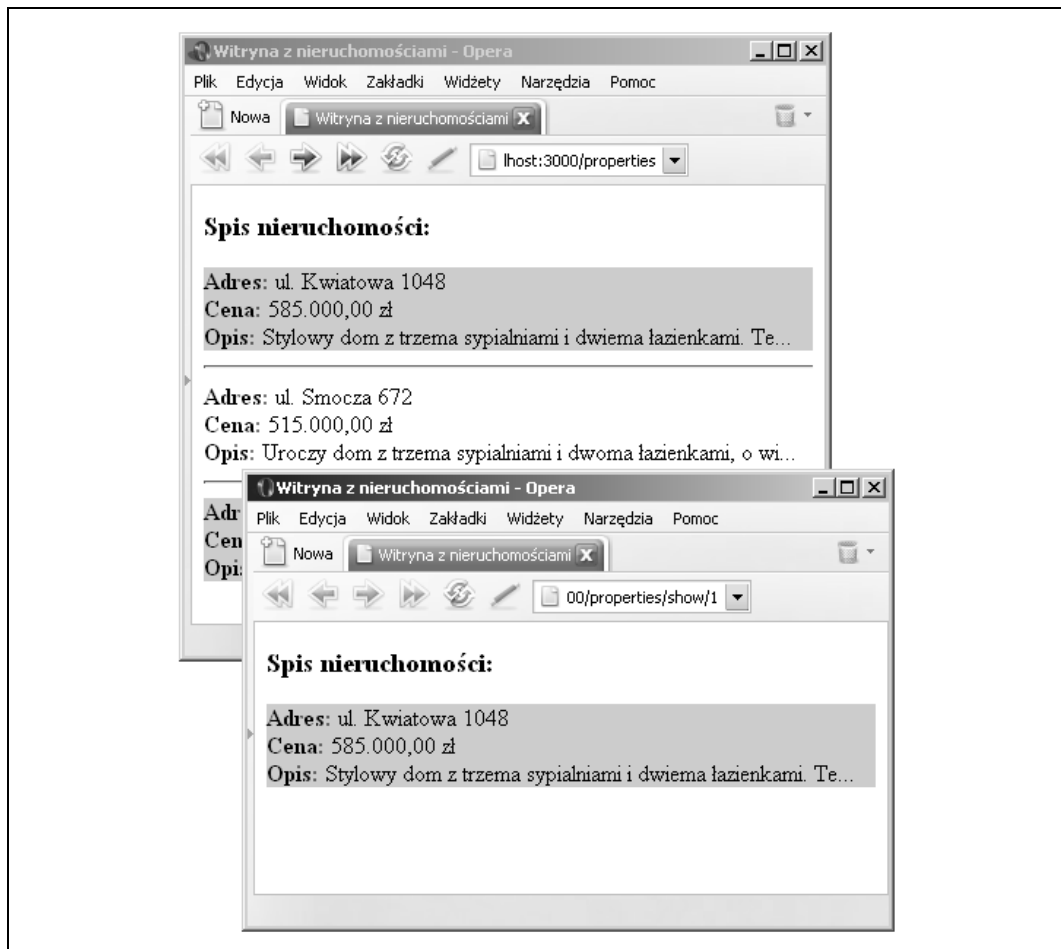 Witryna z nieruchomościami - Opera
Plik Edycja Widok Zakładki Widżety Narzędzia Pomoc
Nowa Witryna z nieruchomościami
lhost:3000/properties
Spis nieruchomości:
Adres: ul. Kwiatowa 1048
Cena: 585.000,00 zł
Opis: Stylowy dom z trzema sypialniami i dwiema łazienkami. Te...
Adres: ul. Smocza 672
Cena: 515.000,00 zł
Opis: Uroczy dom z trzema sypialniami i dwoma łazienkami, o wi...
Adr
Cen
Opi
Witryna z nieruchomościami - Opera
Plik Edycja Widok Zakładki Widżety Narzędzia Pomoc
Nowa Witryna z nieruchomościami
00/properties/show/1
Spis nieruchomości:
Adres: ul. Kwiatowa 1048
Cena: 585.000,00 zł
Opis: Stylowy dom z trzema sypialniami i dwiema łazienkami. Te...